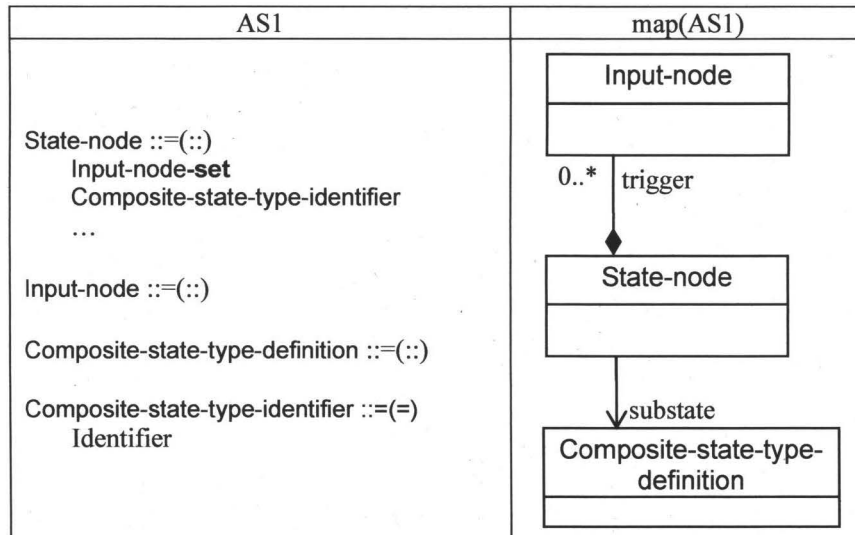 AS1
map(AS1)
State-node ::=(::)
Input-node-set
Composite-state-type-identifier
...
Input-node ::=(::)
Composite-state-type-definition ::=(::)
Composite-state-type-identifier ::=(=)
Identifier
Input-node
0..* trigger
State-node
substate
Composite-state-type-
definition